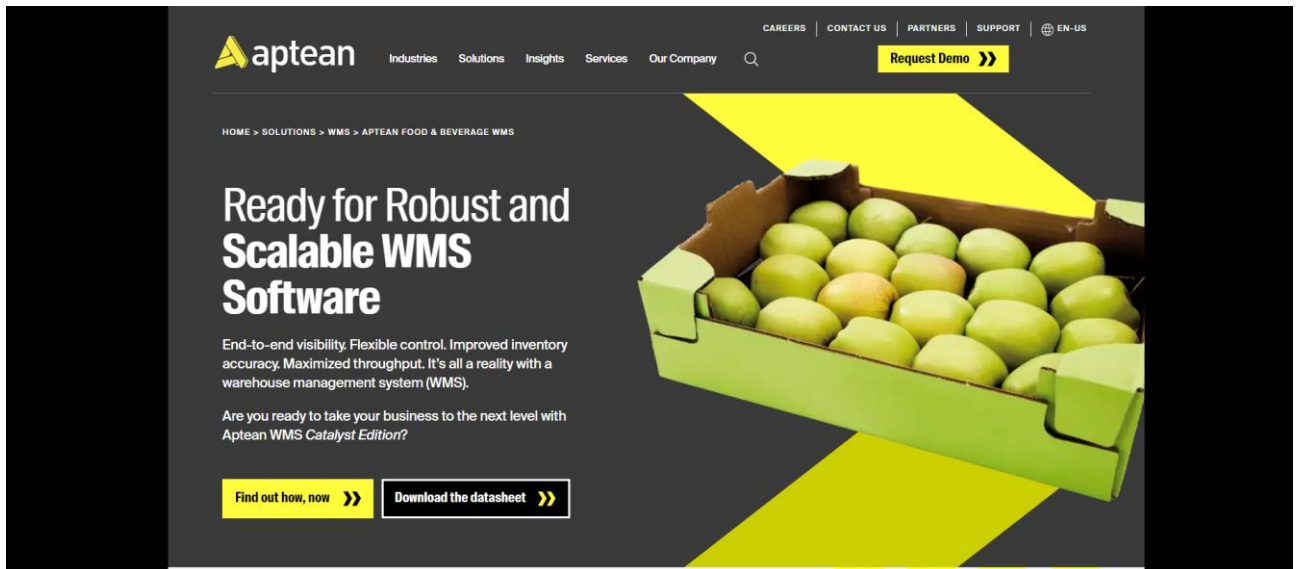 CAREERS | CONTACT US | PARTNERS | SUPPORT | EN-US
aptean
Industries Solutions Insights Services Our Company
Request Demo
HOME > SOLUTIONS > WMS > APTEAN FOOD & BEVERAGE WMS
Ready for Robust and
Scalable WMS
Software
End-to-end visibility. Flexible control. Improved inventory
accuracy. Maximized throughput. It's all a reality with a
warehouse management system (WMS).
Are you ready to take your business to the next level with
Aptean WMS Catalyst Edition?
Find out how, now
Download the datasheet